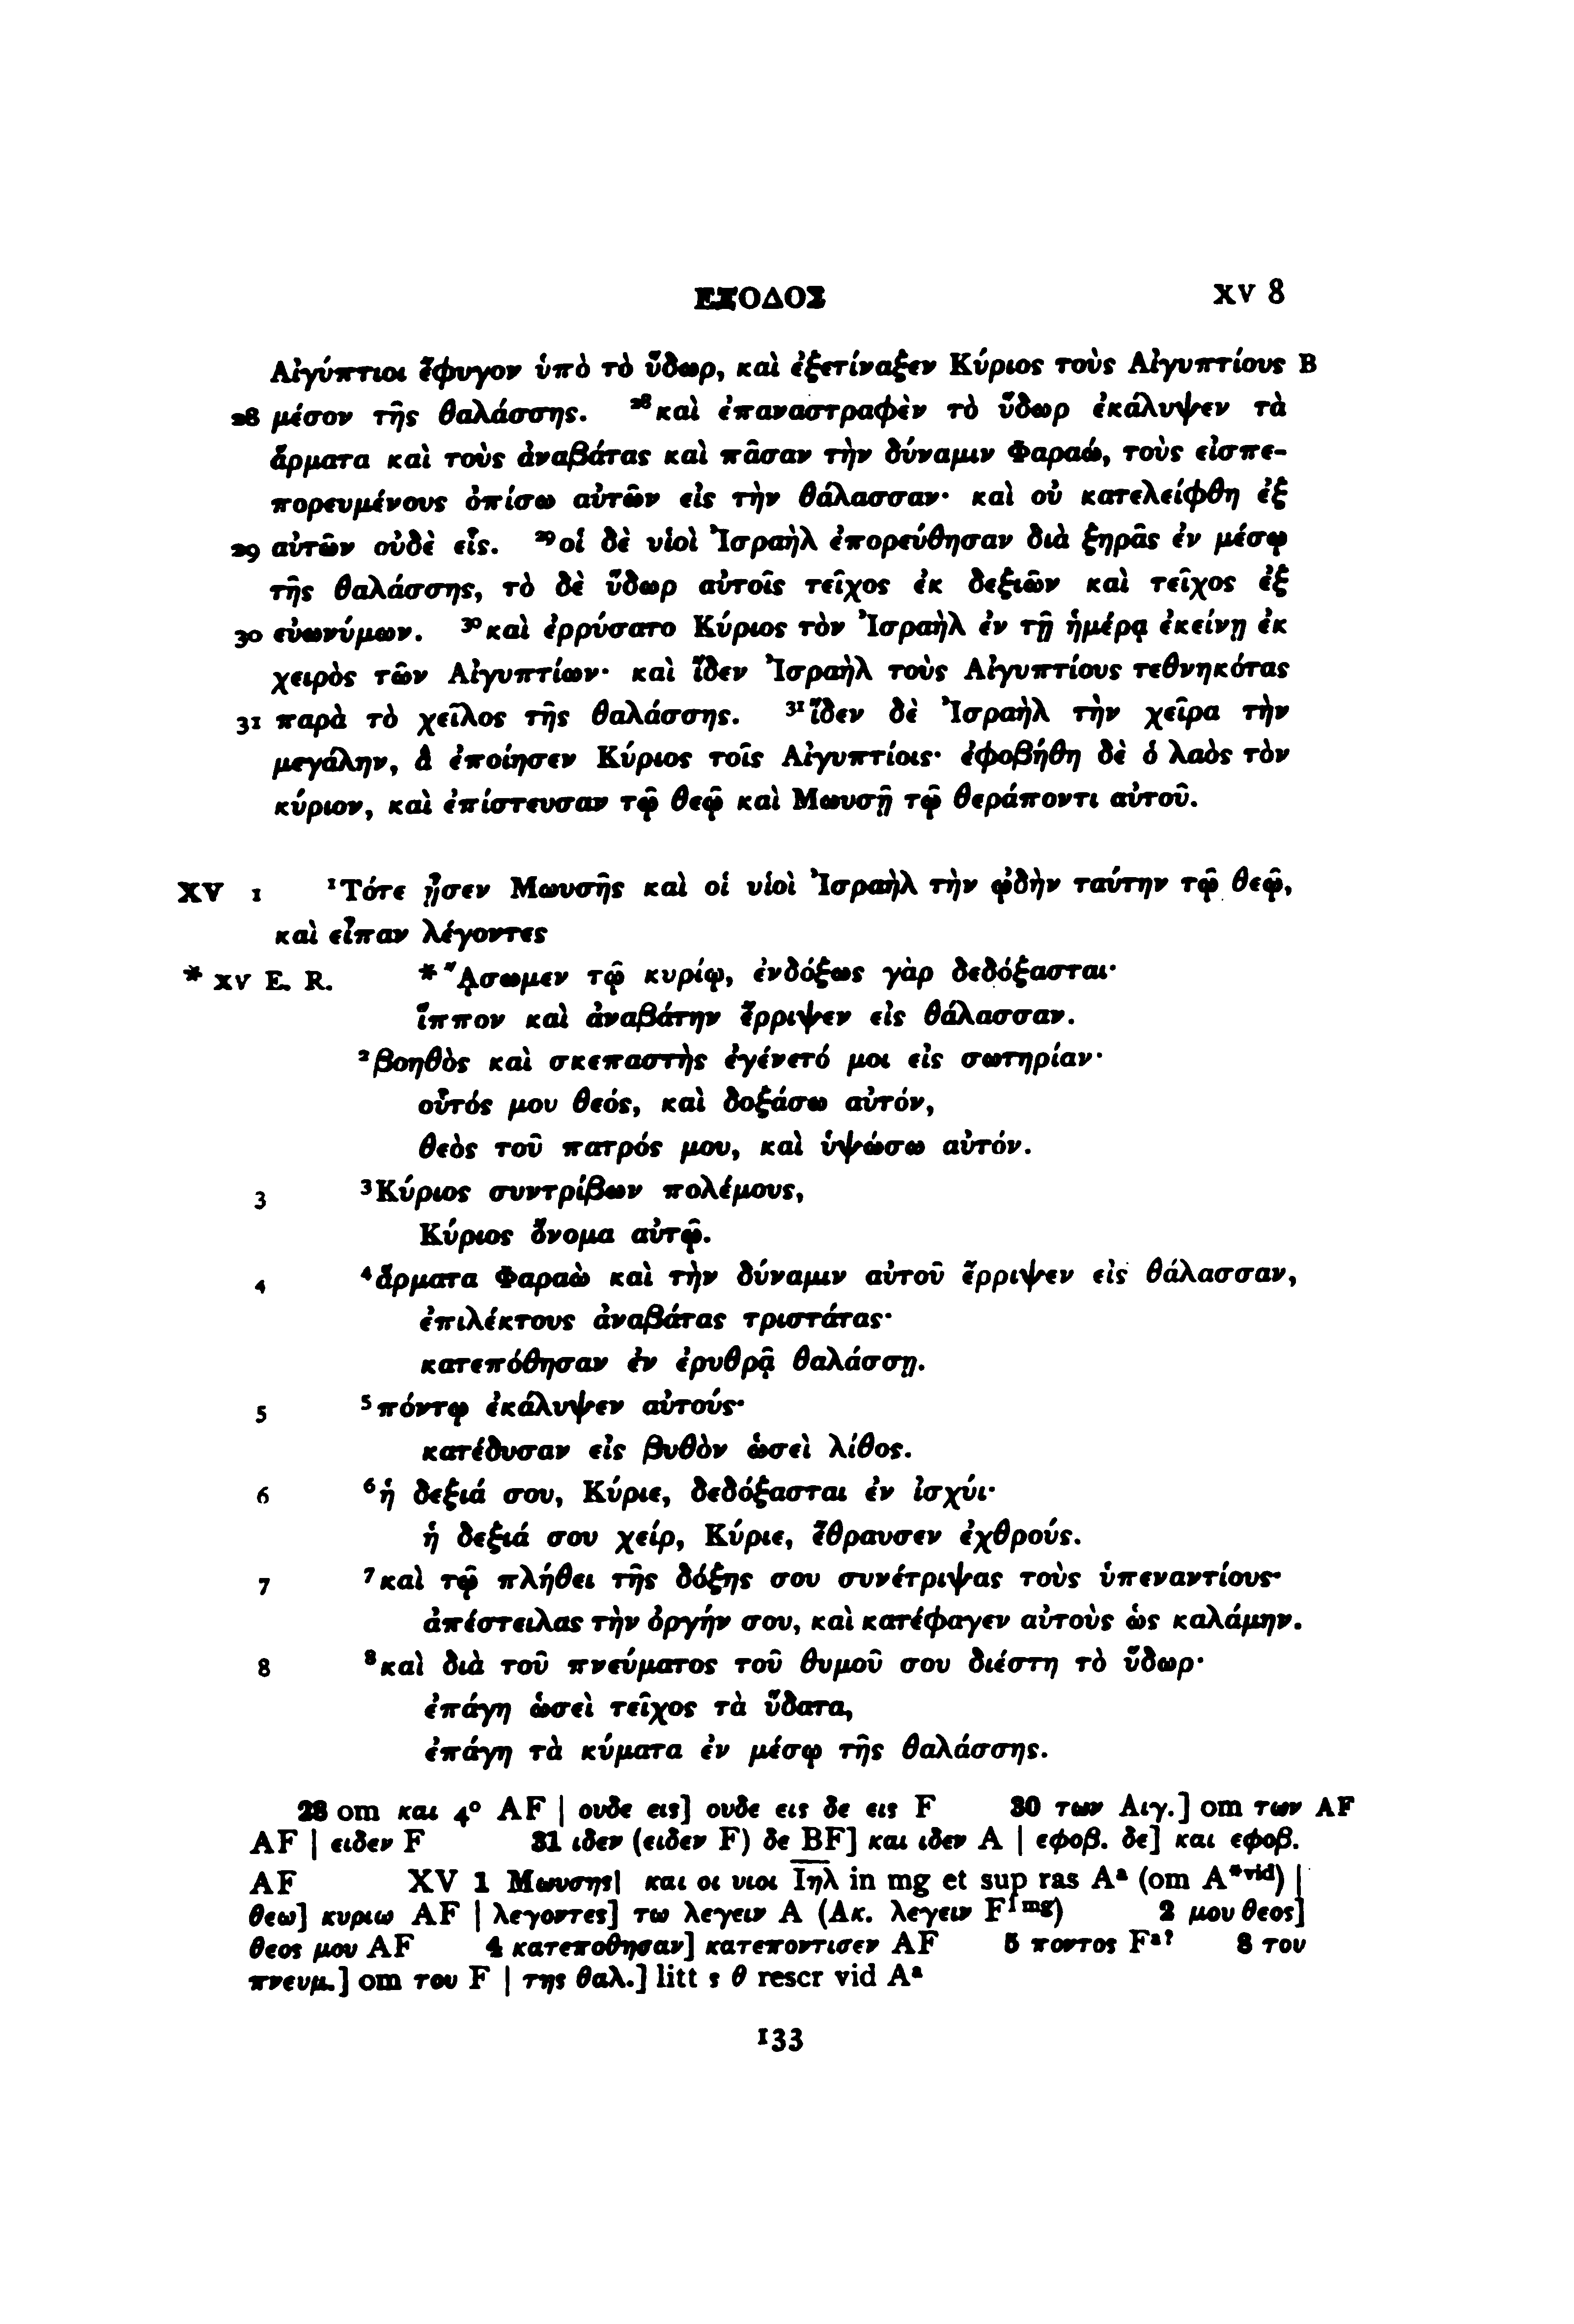 ΕΞΟΔΟΣ XV 8
Αἰγύπτιοι ἔφυγον ὑπὸ τὸ ὕδωρ, καὶ ἐξετίναξεν Κύριος τοὺς Αἰγυπτίους B
28 μέσον τῆς θαλάσσης. ²⁸καὶ ἐπαναστραφὲν τὸ ὕδωρ ἐκάλυψεν τὰ
ἅρματα καὶ τοὺς ἀναβάτας καὶ πᾶσαν τὴν δύναμιν Φαραώ, τοὺς εἰσπε-
πορευμένους ὀπίσω αὐτῶν εἰς τὴν θάλασσαν· καὶ οὐ κατελείφθη ἐξ
29 αὐτῶν οὐδὲ εἷς. ²⁹οἱ δὲ υἱοὶ Ἰσραὴλ ἐπορεύθησαν διὰ ξηρᾶς ἐν μέσῳ
τῆς θαλάσσης, τὸ δὲ ὕδωρ αὐτοῖς τεῖχος ἐκ δεξιῶν καὶ τεῖχος ἐξ
30 εὐωνύμων. ³⁰καὶ ἐρρύσατο Κύριος τὸν Ἰσραὴλ ἐν τῇ ἡμέρᾳ ἐκείνῃ ἐκ
χειρὸς τῶν Αἰγυπτίων· καὶ ἴδεν Ἰσραὴλ τοὺς Αἰγυπτίους τεθνηκότας
31 παρὰ τὸ χεῖλος τῆς θαλάσσης. ³¹ἴδεν δὲ Ἰσραὴλ τὴν χεῖρα τὴν
μεγάλην, ἃ ἐποίησεν Κύριος τοῖς Αἰγυπτίοις· ἐφοβήθη δὲ ὁ λαὸς τὸν
κύριον, καὶ ἐπίστευσαν τῷ θεῷ καὶ Μωυσῇ τῷ θεράποντι αὐτοῦ.
XV 1 ¹Τότε ᾖσεν Μωυσῆς καὶ οἱ υἱοὶ Ἰσραὴλ τὴν ᾠδὴν ταύτην τῷ θεῷ,
καὶ εἶπαν λέγοντες
* XV E. R. *"ᾌσωμεν τῷ κυρίῳ, ἐνδόξως γὰρ δεδόξασται·
ἵππον καὶ ἀναβάτην ἔρριψεν εἰς θάλασσαν.
²βοηθὸς καὶ σκεπαστὴς ἐγένετό μοι εἰς σωτηρίαν·
οὗτός μου θεός, καὶ δοξάσω αὐτόν,
θεὸς τοῦ πατρός μου, καὶ ὑψώσω αὐτόν.
3 ³Κύριος συντρίβων πολέμους,
Κύριος ὄνομα αὐτῷ.
4 ⁴ἅρματα Φαραὼ καὶ τὴν δύναμιν αὐτοῦ ἔρριψεν εἰς θάλασσαν,
ἐπιλέκτους ἀναβάτας τριστάτας·
κατεπόθησαν ἐν ἐρυθρᾷ θαλάσσῃ.
5 ⁵πόντῳ ἐκάλυψεν αὐτούς·
κατέδυσαν εἰς βυθὸν ὡσεὶ λίθος.
6 ⁶ἡ δεξιά σου, Κύριε, δεδόξασται ἐν ἰσχύι·
ἡ δεξιά σου χείρ, Κύριε, ἔθραυσεν ἐχθρούς.
7 ⁷καὶ τῷ πλήθει τῆς δόξης σου συνέτριψας τοὺς ὑπεναντίους·
ἀπέστειλας τὴν ὀργήν σου, καὶ κατέφαγεν αὐτοὺς ὡς καλάμην.
8 ⁸καὶ διὰ τοῦ πνεύματος τοῦ θυμοῦ σου διέστη τὸ ὕδωρ·
ἐπάγη ὡσεὶ τεῖχος τὰ ὕδατα,
ἐπάγη τὰ κύματα ἐν μέσῳ τῆς θαλάσσης.
28 om και 4° AF | ουδε εις] ουδε εις δε εις F 30 των Αιγ.] om των AF
AF | ειδεν F 31 ιδεν (ειδεν F) δε BF] και ιδεν A | εφοβ. δε] και εφοβ.
AF XV 1 Μωυσης| και οι υιοι Ιηλ in mg et sup ras Aᵃ (om A*ᵛⁱᵈ) |
θεω] κυριω AF | λεγοντες] τω λεγειν A (Ακ. λεγειν F¹ ᵐᵍ) 2 μου θεος]
θεος μου AF 4 κατεποθησαν] κατεποντισεν AF 5 ποντος Fᵃ? 8 του
πνευμ.] om του F | της θαλ.] litt ς θ rescr vid Aᵃ
133